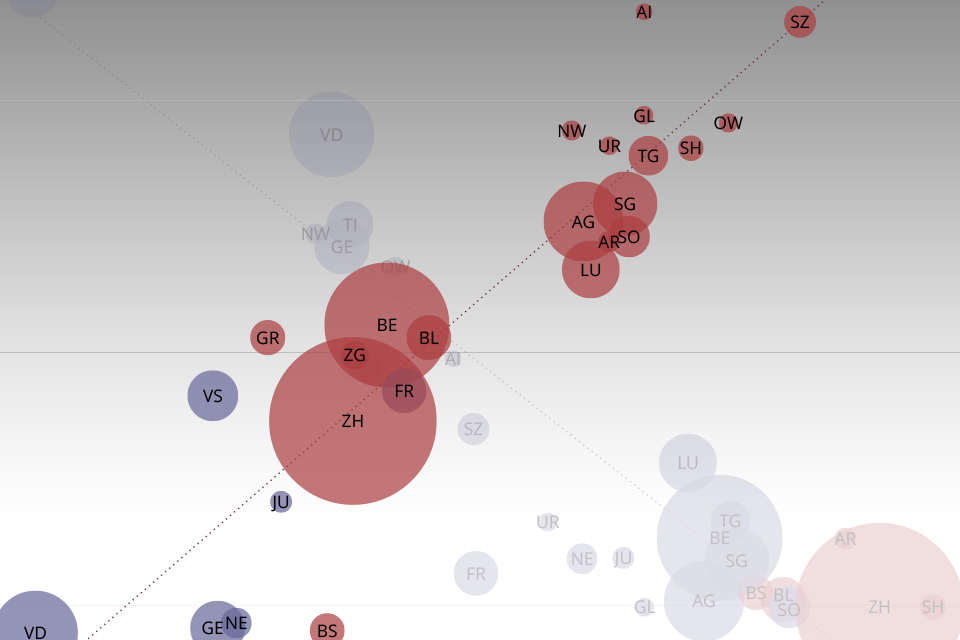 AI
SZ
GL
OW
NW
VD
UR
SH
TG
SG
AG
TI
NW
SO
AR
GE
OW
LU
BE
GR
BL
ZG
AI
FR
VS
ZH
SZ
LU
JU
UR
TG
BE
AR
NE
JU
SG
FR
BS
BL
AG
GL
ZH
SH
SO
NE
GE
BS
VD